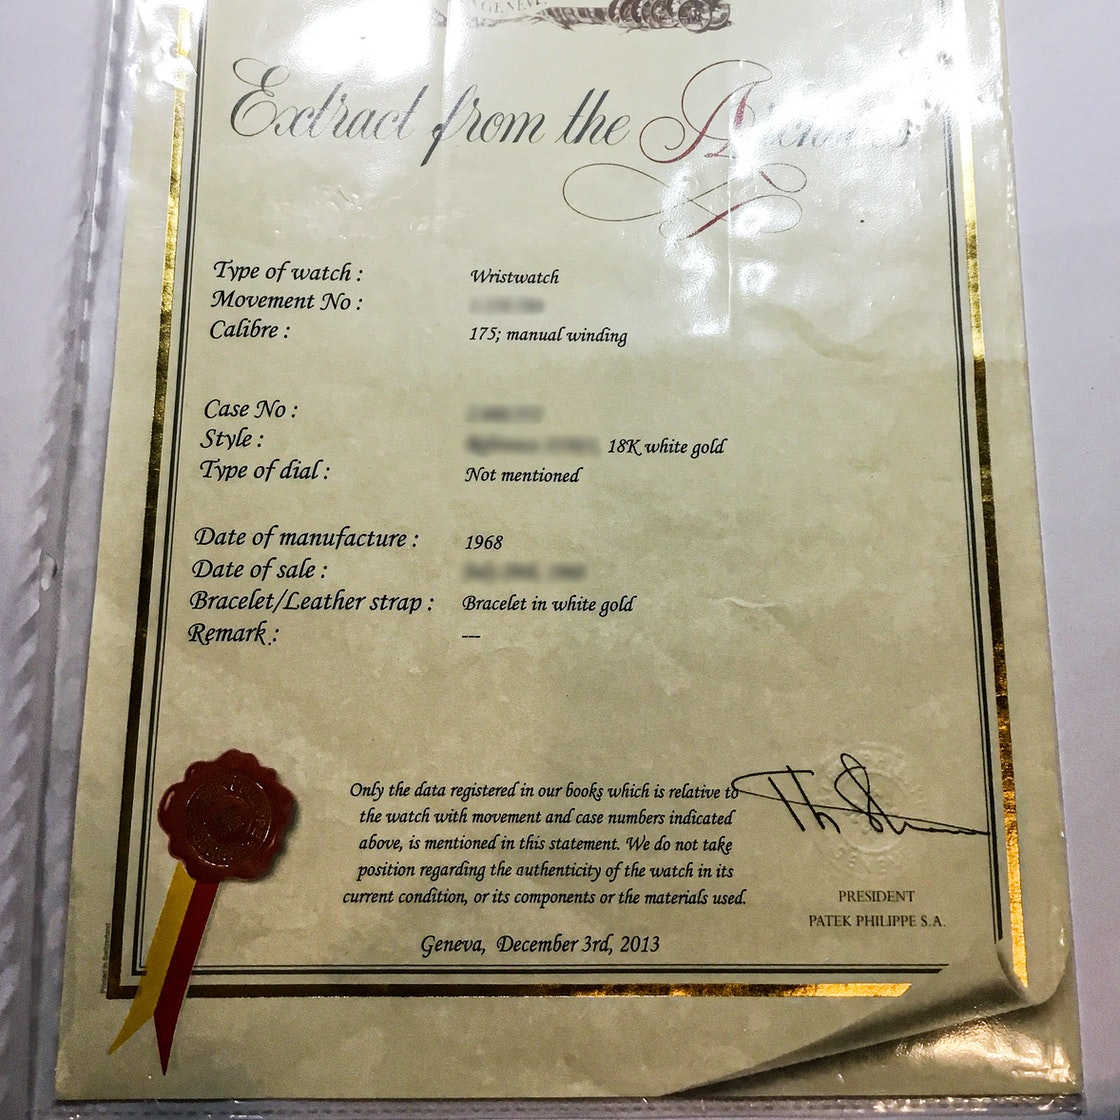 GENEVE
Extract from the Archives
Type of watch : Wristwatch
Movement No :
Calibre : 175; manual winding
Case No :
Style : 18K white gold
Type of dial : Not mentioned
Date of manufacture : 1968
Date of sale :
Bracelet/Leather strap : Bracelet in white gold
Remark : ---
Only the data registered in our books which is relative to
the watch with movement and case numbers indicated
above, is mentioned in this statement. We do not take
position regarding the authenticity of the watch in its
current condition, or its components or the materials used.
Geneva, December 3rd, 2013
PRESIDENT
PATEK PHILIPPE S.A.